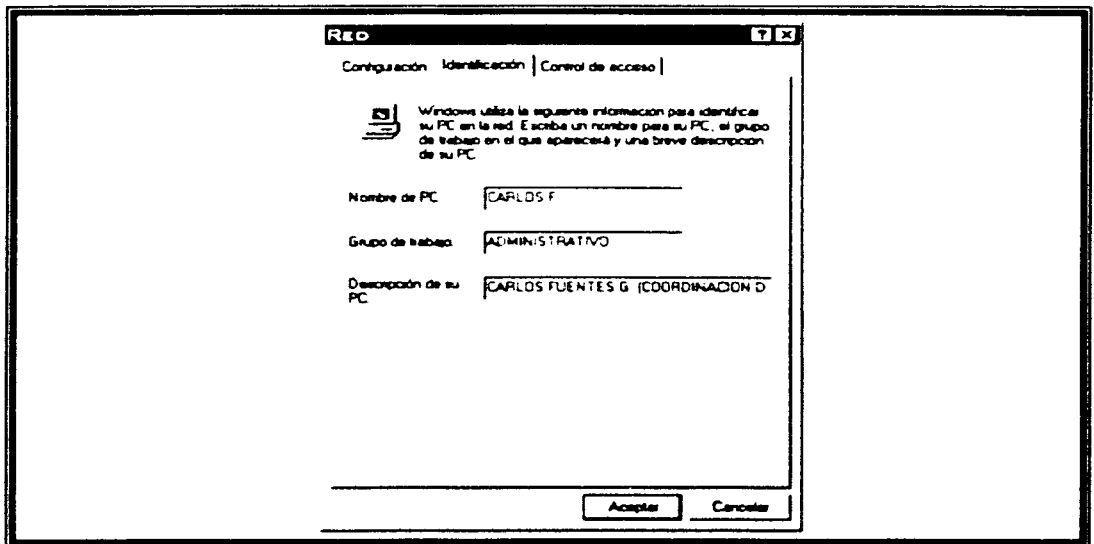 RED
Configuración Identificación Control de acceso
Windows utiliza la siguiente información para identificar
su PC en la red. Escriba un nombre para su PC, el grupo
de trabajo en el que aparecerá y una breve descripción
de su PC
Nombre de PC
CARLOS F
Grupo de trabajo:
ADMINISTRATIVO
Descripción de su
PC
CARLOS FUENTES G (COORDINACION D
Aceptar Cancelar